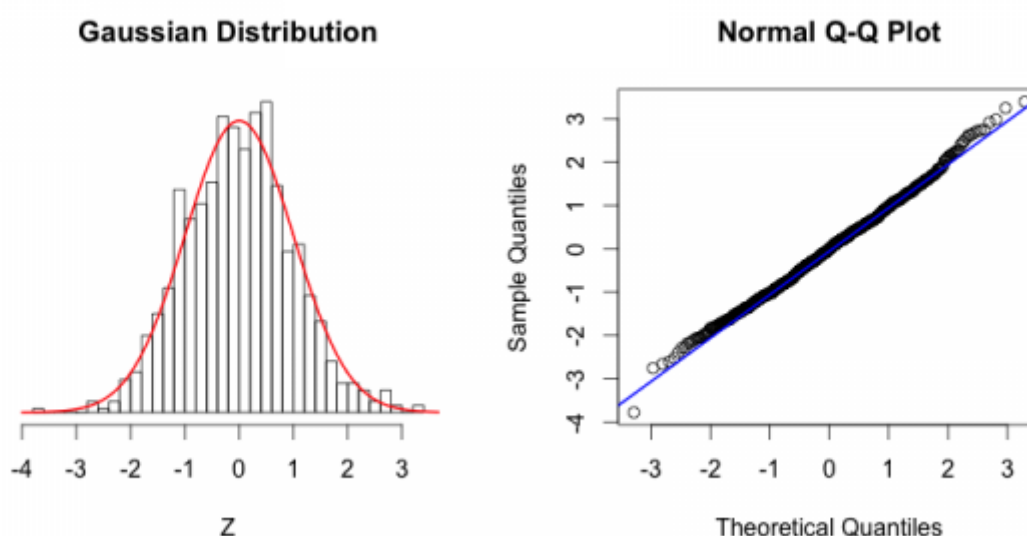 Gaussian Distribution
-4 -3 -2 -1 0 1 2 3
Z
Normal Q-Q Plot
Sample Quantiles
3
2
1
0
-1
-2
-3
-4
-3 -2 -1 0 1 2 3
Theoretical Quantiles